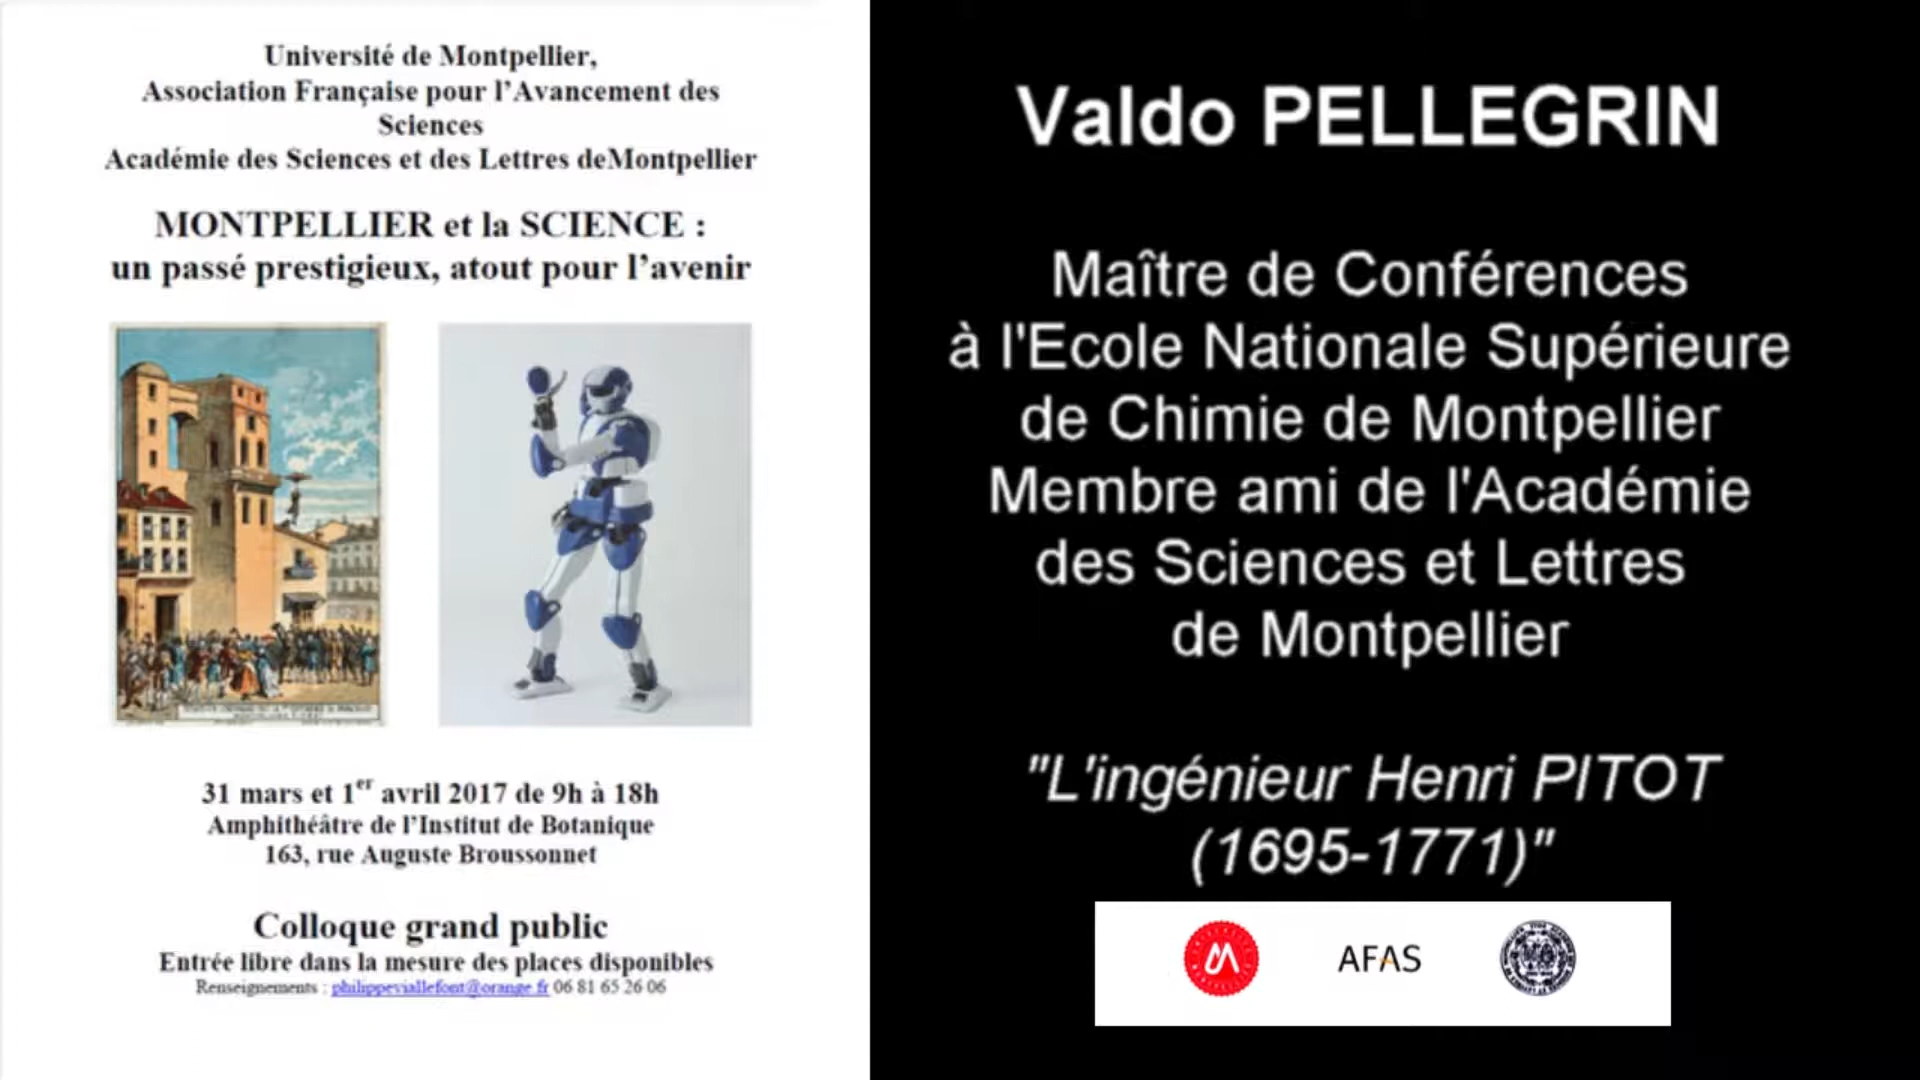 Université de Montpellier,
Association Française pour l'Avancement des
Sciences
Académie des Sciences et des Lettres deMontpellier
MONTPELLIER et la SCIENCE :
un passé prestigieux, atout pour l'avenir
31 mars et 1er avril 2017 de 9h à 18h
Amphithéâtre de l'Institut de Botanique
163, rue Auguste Broussonnet
Colloque grand public
Entrée libre dans la mesure des places disponibles
Renseignements : philippeviallefont@orange.fr 06 81 65 26 06
Valdo PELLEGRIN
Maître de Conférences
à l'Ecole Nationale Supérieure
de Chimie de Montpellier
Membre ami de l'Académie
des Sciences et Lettres
de Montpellier
"L'ingénieur Henri PITOT
(1695-1771)"
AFAS